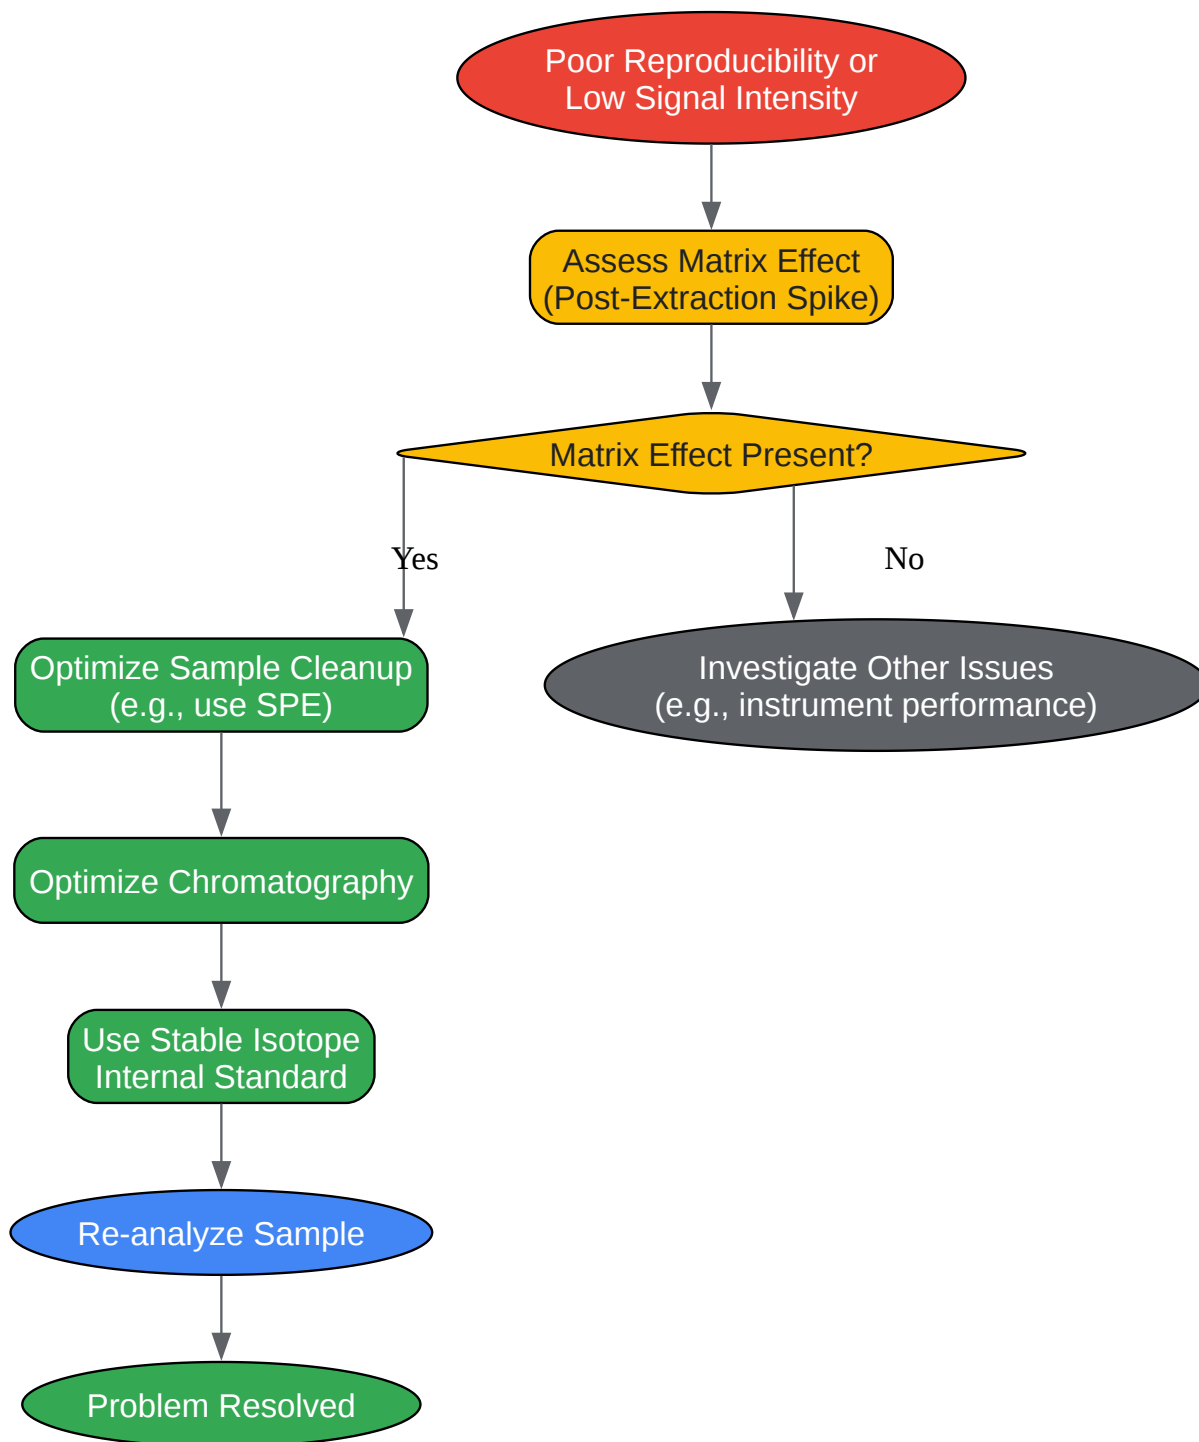 Poor Reproducibility or
Low Signal Intensity
Assess Matrix Effect
(Post-Extraction Spike)
Matrix Effect Present?
Yes
No
Optimize Sample Cleanup
(e.g., use SPE)
Investigate Other Issues
(e.g., instrument performance)
Optimize Chromatography
Use Stable Isotope
Internal Standard
Re-analyze Sample
Problem Resolved